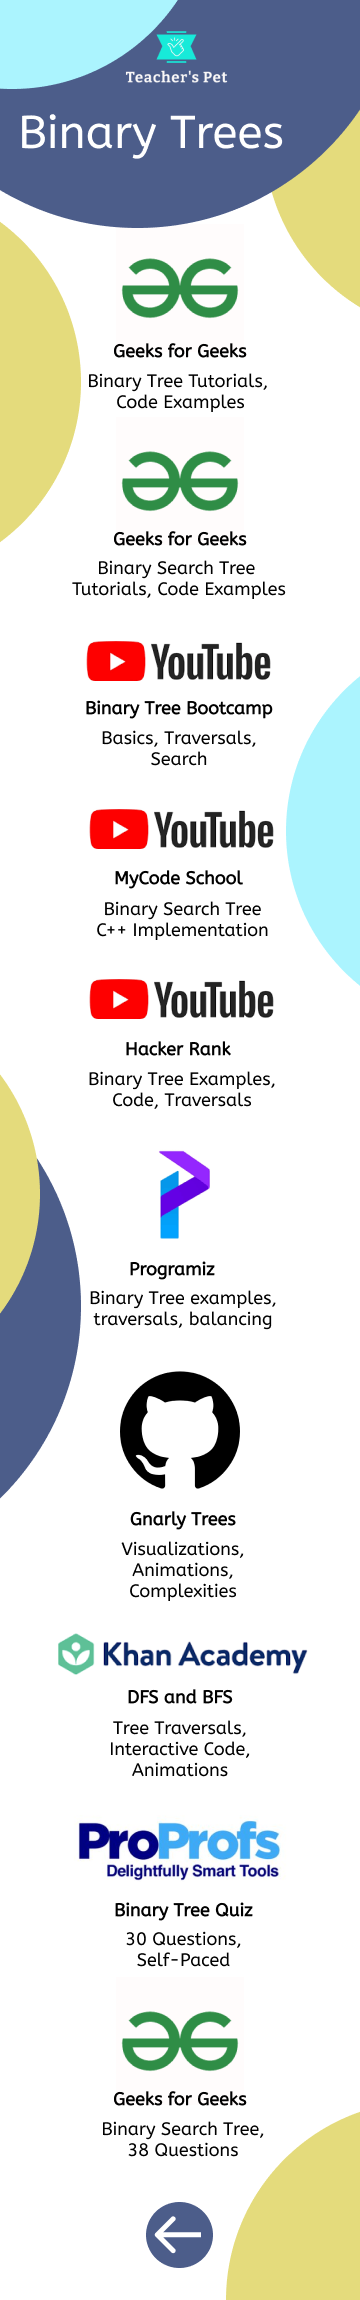 Teacher's Pet
Binary Trees
Geeks for Geeks
Binary Tree Tutorials,
Code Examples
Geeks for Geeks
Binary Search Tree
Tutorials, Code Examples
YouTube
Binary Tree Bootcamp
Basics, Traversals,
Search
YouTube
MyCode School
Binary Search Tree
C++ Implementation
YouTube
Hacker Rank
Binary Tree Examples,
Code, Traversals
Programiz
Binary Tree examples,
traversals, balancing
Gnarly Trees
Visualizations,
Animations,
Complexities
Khan Academy
DFS and BFS
Tree Traversals,
Interactive Code,
Animations
ProProfs
Delightfully Smart Tools
Binary Tree Quiz
30 Questions,
Self-Paced
Geeks for Geeks
Binary Search Tree,
38 Questions